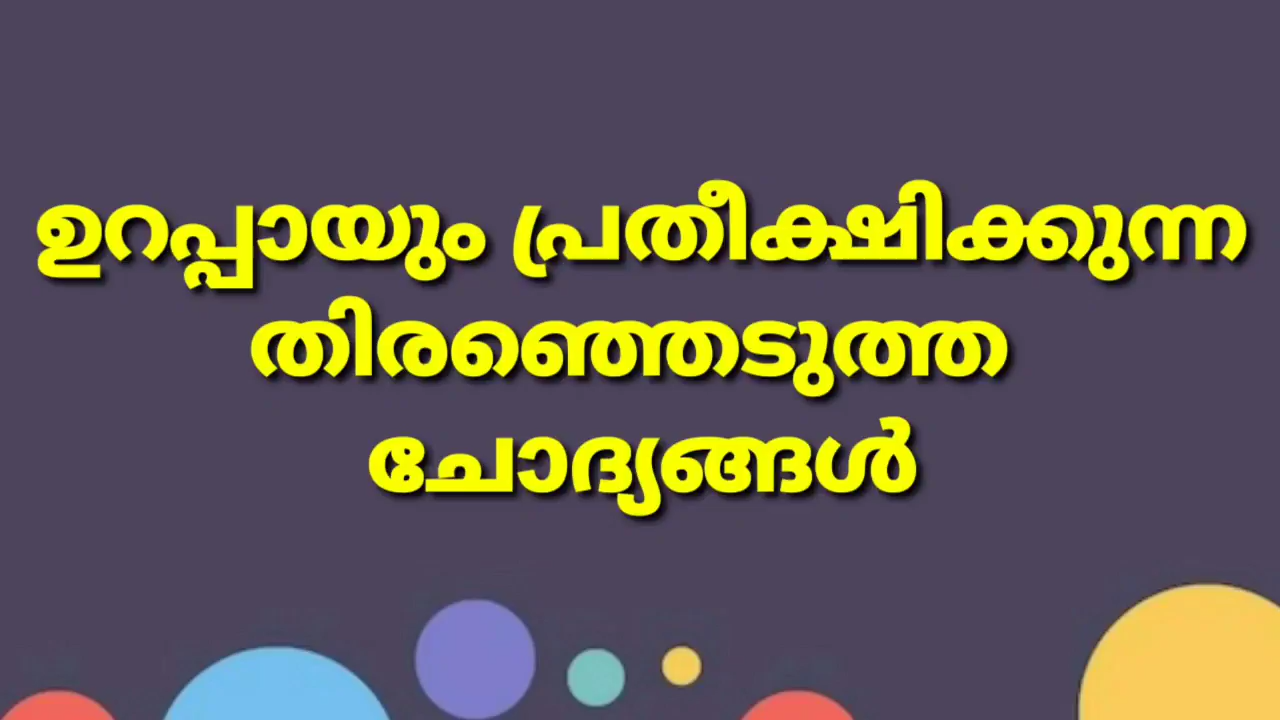 ഉറപ്പായും പ്രതീക്ഷിക്കുന്ന
തിരഞ്ഞെടുത്ത
ചോദ്യങ്ങൾ